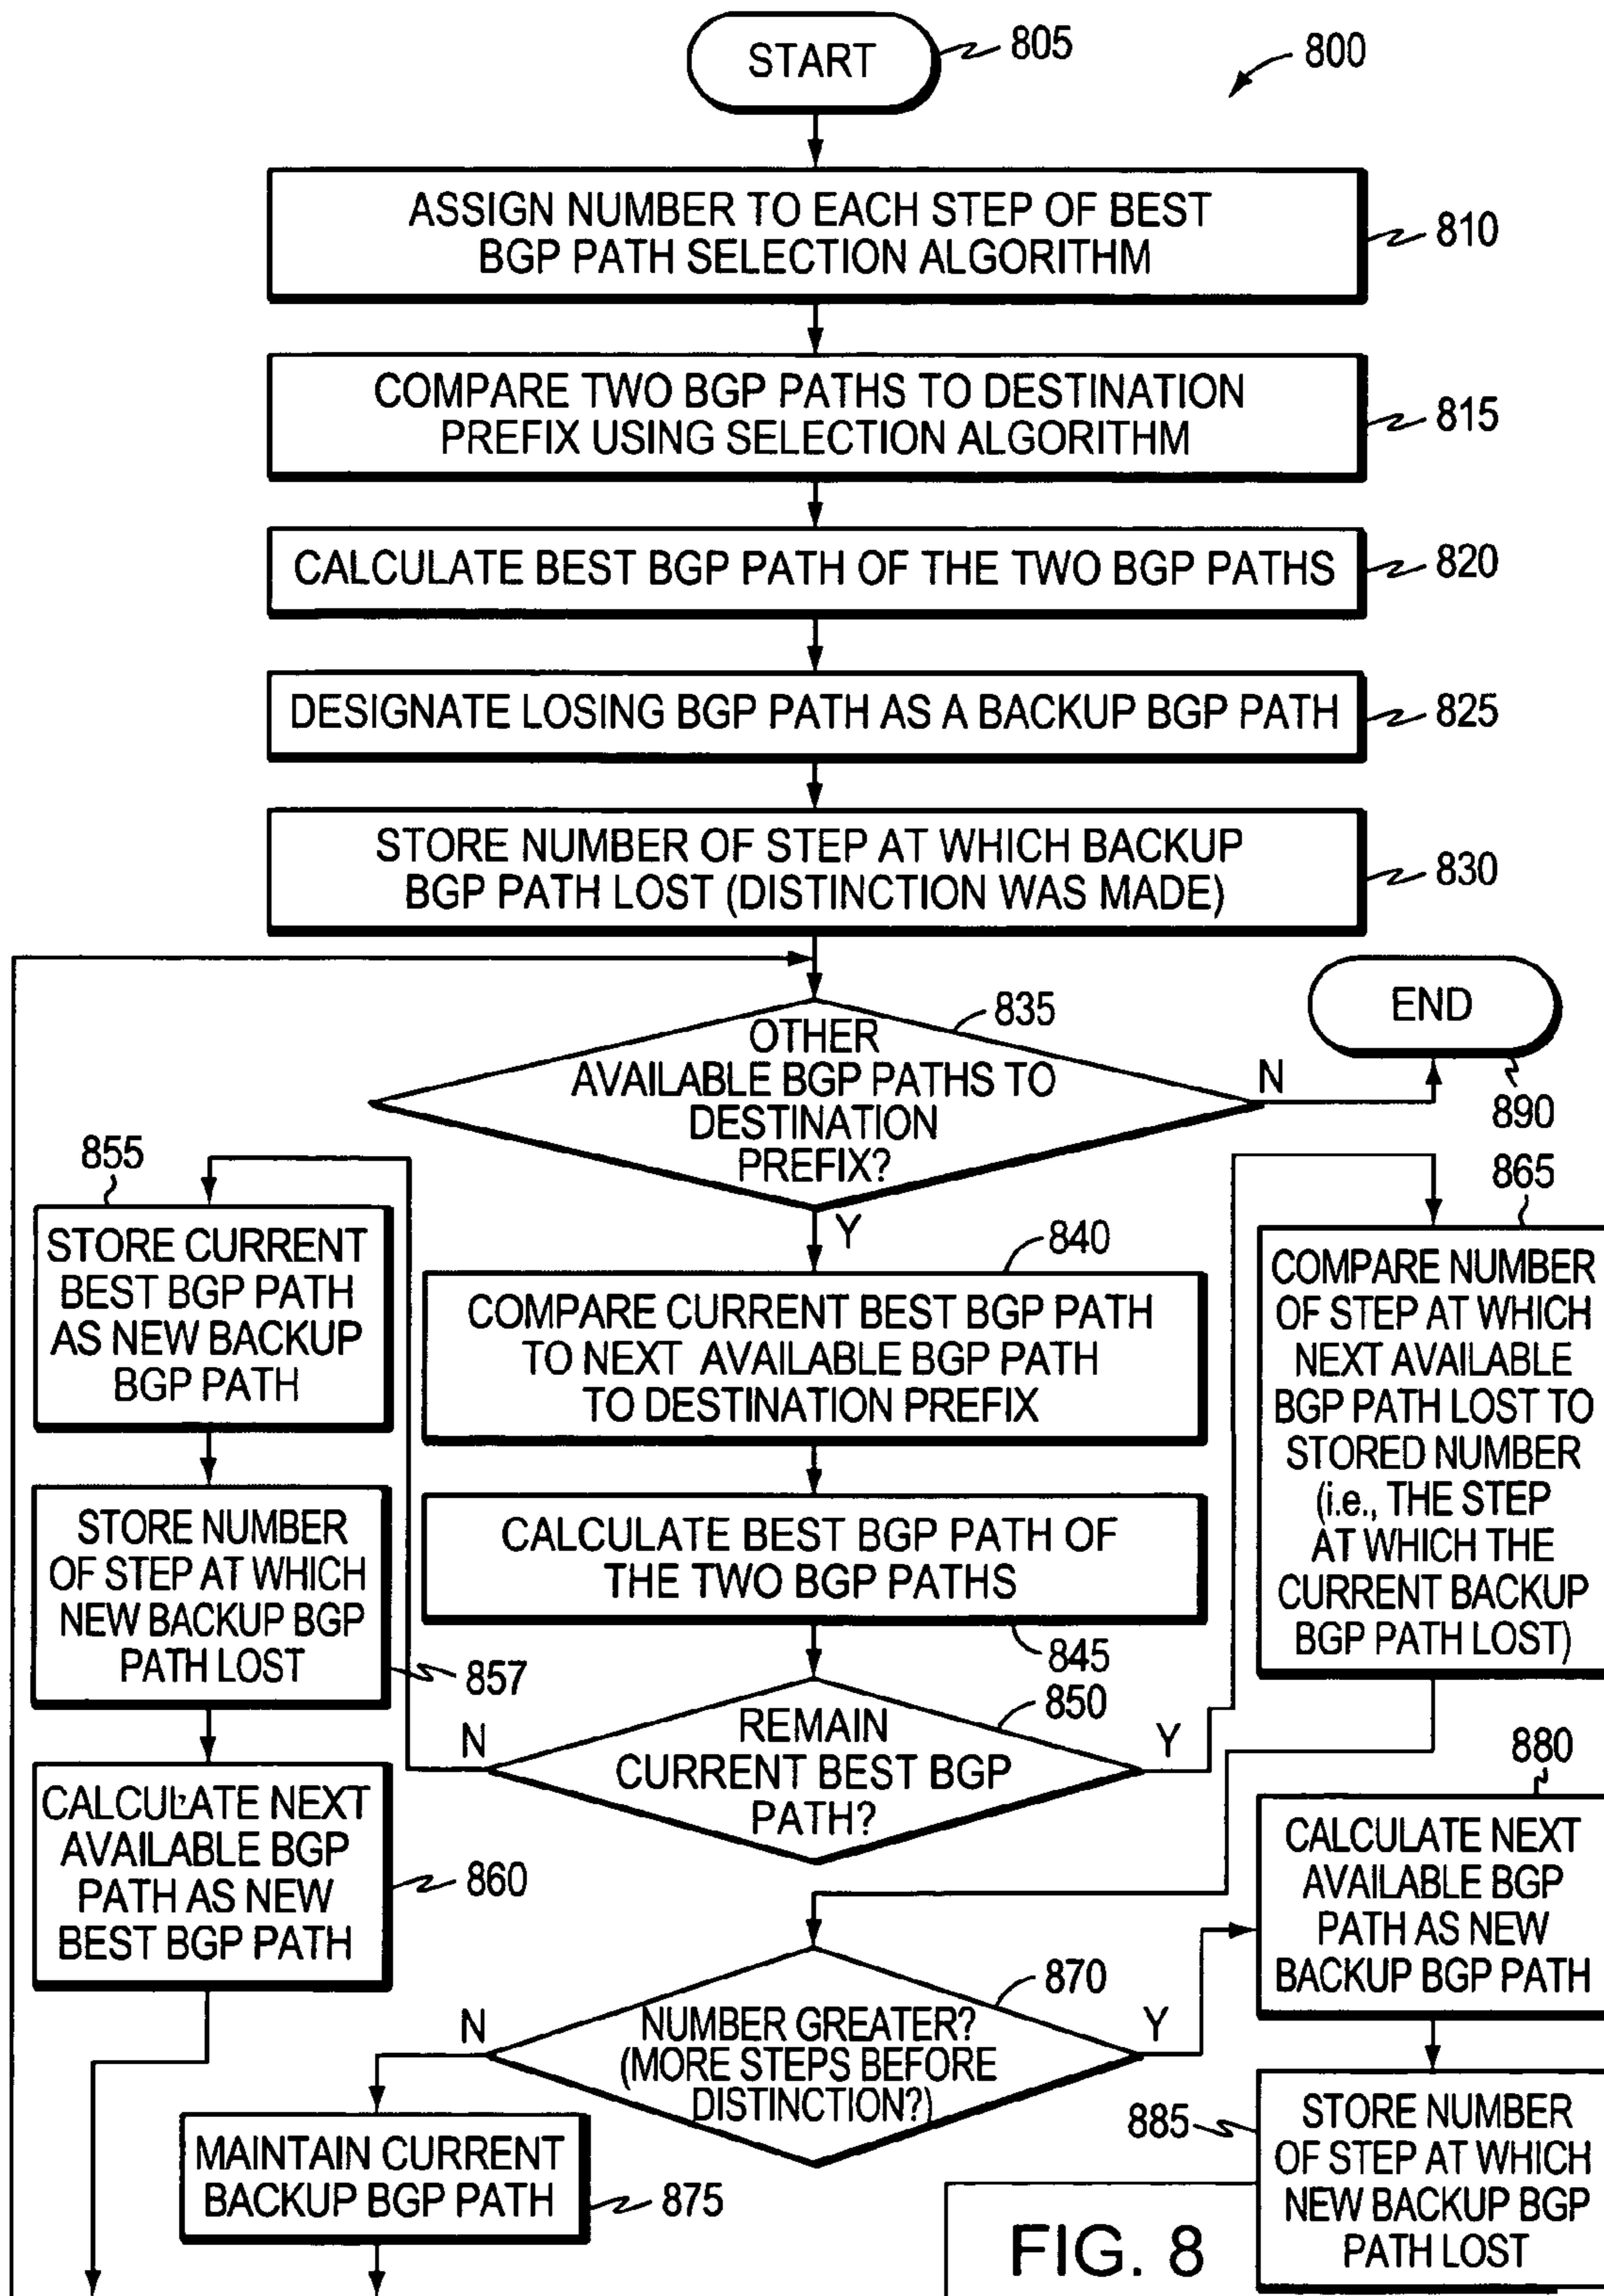 START
805
800
ASSIGN NUMBER TO EACH STEP OF BEST
BGP PATH SELECTION ALGORITHM
810
COMPARE TWO BGP PATHS TO DESTINATION
PREFIX USING SELECTION ALGORITHM
815
CALCULATE BEST BGP PATH OF THE TWO BGP PATHS
820
DESIGNATE LOSING BGP PATH AS A BACKUP BGP PATH
825
STORE NUMBER OF STEP AT WHICH BACKUP
BGP PATH LOST (DISTINCTION WAS MADE)
830
835
OTHER
AVAILABLE BGP PATHS TO
DESTINATION
PREFIX?
N
END
890
Y
855
STORE CURRENT
BEST BGP PATH
AS NEW BACKUP
BGP PATH
840
COMPARE CURRENT BEST BGP PATH
TO NEXT AVAILABLE BGP PATH
TO DESTINATION PREFIX
865
COMPARE NUMBER
OF STEP AT WHICH
NEXT AVAILABLE
BGP PATH LOST TO
STORED NUMBER
(i.e., THE STEP
AT WHICH THE
CURRENT BACKUP
BGP PATH LOST)
STORE NUMBER
OF STEP AT WHICH
NEW BACKUP BGP
PATH LOST
857
CALCULATE BEST BGP PATH OF
THE TWO BGP PATHS
845
850
N
REMAIN
CURRENT BEST BGP
PATH?
Y
CALCULATE NEXT
AVAILABLE BGP
PATH AS NEW
BEST BGP PATH
860
880
CALCULATE NEXT
AVAILABLE BGP
PATH AS NEW
BACKUP BGP PATH
870
N
NUMBER GREATER?
(MORE STEPS BEFORE
DISTINCTION?)
Y
MAINTAIN CURRENT
BACKUP BGP PATH
875
885
STORE NUMBER
OF STEP AT WHICH
NEW BACKUP BGP
PATH LOST
FIG. 8